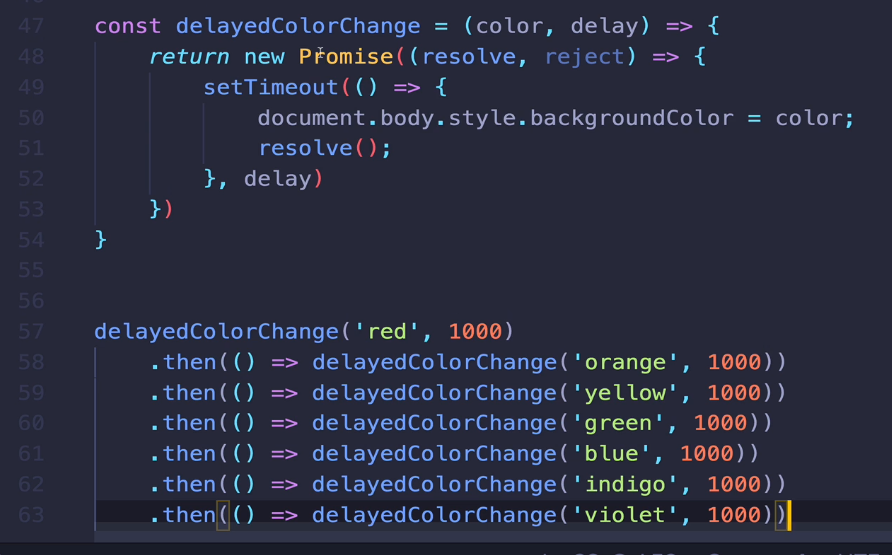 47 const delayedColorChange = (color, delay) => {
48 return new Promise((resolve, reject) => {
49 setTimeout(() => {
50 document.body.style.backgroundColor = color;
51 resolve();
52 }, delay)
53 })
54 }
55
56
57 delayedColorChange('red', 1000)
58 .then(() => delayedColorChange('orange', 1000))
59 .then(() => delayedColorChange('yellow', 1000))
60 .then(() => delayedColorChange('green', 1000))
61 .then(() => delayedColorChange('blue', 1000))
62 .then(() => delayedColorChange('indigo', 1000))
63 .then(() => delayedColorChange('violet', 1000))